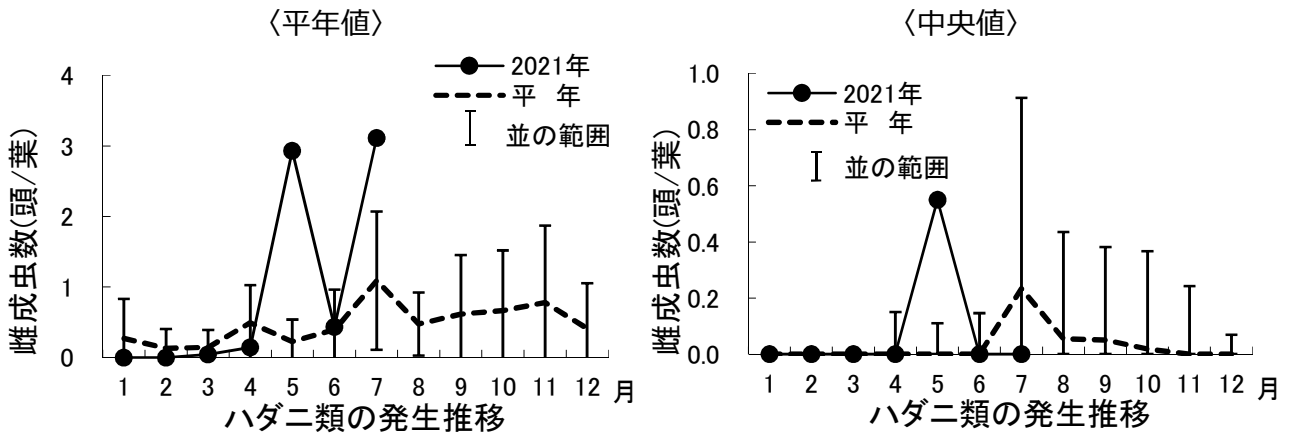 〈平年値〉
4
3
2
1
0
雌成虫数(頭/葉)
2021年
平 年
並の範囲
1 2 3 4 5 6 7 8 9 10 11 12 月
ハダニ類の発生推移
〈中央値〉
1.0
0.8
0.6
0.4
0.2
0.0
雌成虫数(頭/葉)
2021年
平 年
並の範囲
1 2 3 4 5 6 7 8 9 10 11 12 月
ハダニ類の発生推移